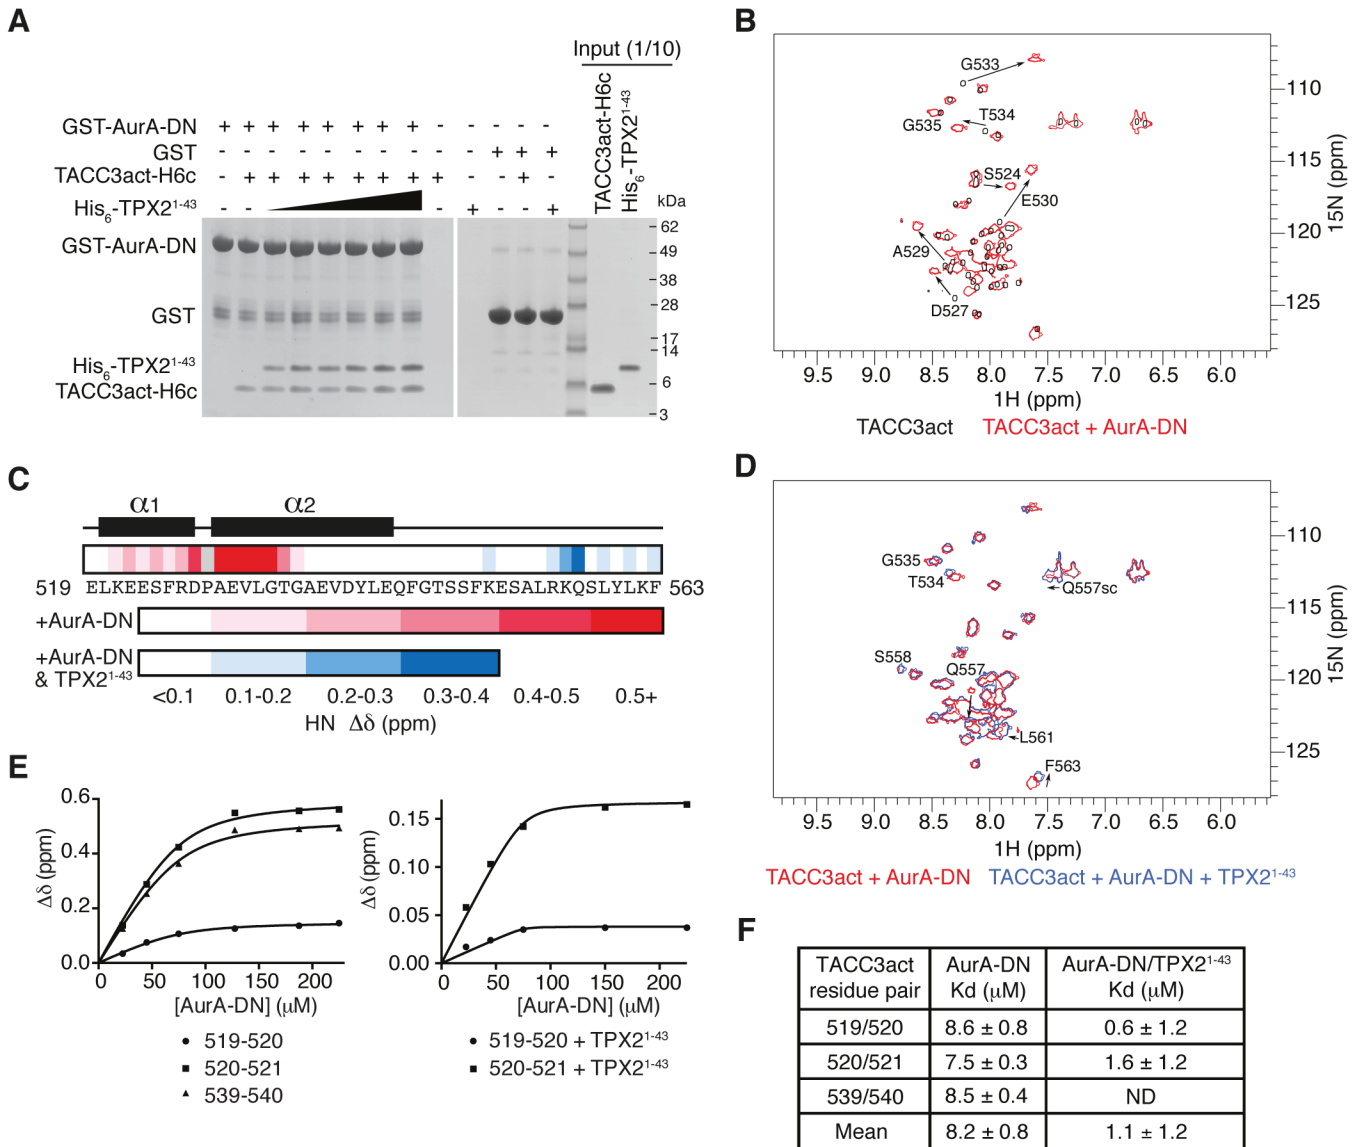 A
Input (1/10)
TACC3act-H6c
His6-TPX2¹⁻⁴³
GST-AurA-DN + + + + + + + + - - - - -
GST - - - - - - - - - - + + +
TACC3act-H6c - + + + + + + + + - - + -
His6-TPX2¹⁻⁴³ - - - + - - +
kDa
GST-AurA-DN
GST
His6-TPX2¹⁻⁴³
TACC3act-H6c
62
49
38
28
17
14
6
3
B
G533
T534
G535
S524
E530
A529
D527
110
115
120
125
15N (ppm)
9.5 9.0 8.5 8.0 7.5 7.0 6.5 6.0
1H (ppm)
TACC3act TACC3act + AurA-DN
C
α1 α2
519 ELKEESFRDPAEVLGTGAEVDYLEQFGTSSFKESALRKQSLYLKF 563
+AurA-DN
+AurA-DN
& TPX2¹⁻⁴³
<0.1 0.1-0.2 0.2-0.3 0.3-0.4 0.4-0.5 0.5+
HN Δδ (ppm)
D
G535
T534
Q557sc
S558
Q557
L561
F563
110
115
120
125
15N (ppm)
9.5 9.0 8.5 8.0 7.5 7.0 6.5 6.0
1H (ppm)
TACC3act + AurA-DN TACC3act + AurA-DN + TPX2¹⁻⁴³
E
0.6
0.4
0.2
0.0
Δδ (ppm)
0 50 100 150 200
[AurA-DN] (μM)
519-520
520-521
539-540
0.15
0.10
0.05
0.00
Δδ (ppm)
0 50 100 150 200
[AurA-DN] (μM)
519-520 + TPX2¹⁻⁴³
520-521 + TPX2¹⁻⁴³
F
TACC3act residue pair AurA-DN Kd (μM) AurA-DN/TPX2¹⁻⁴³ Kd (μM)
519/520 8.6 ± 0.8 0.6 ± 1.2
520/521 7.5 ± 0.3 1.6 ± 1.2
539/540 8.5 ± 0.4 ND
Mean 8.2 ± 0.8 1.1 ± 1.2